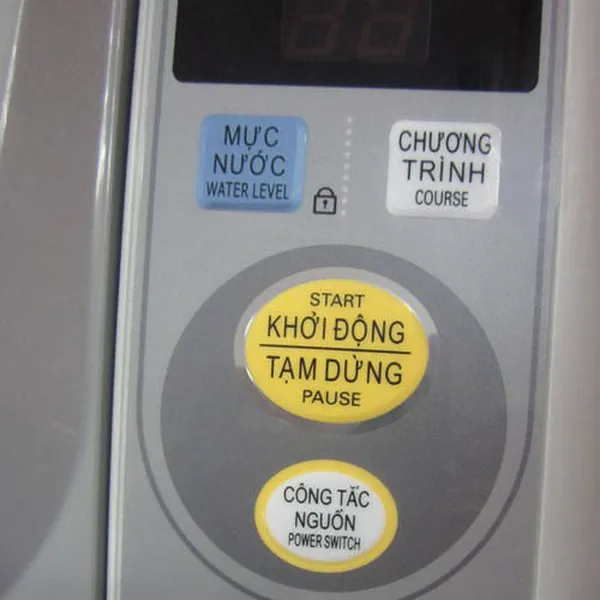 MỰC
NƯỚC
WATER LEVEL
CHƯƠNG
TRÌNH
COURSE
START
KHỞI ĐỘNG
TẠM DỪNG
PAUSE
CÔNG TẮC
NGUỒN
POWER SWITCH